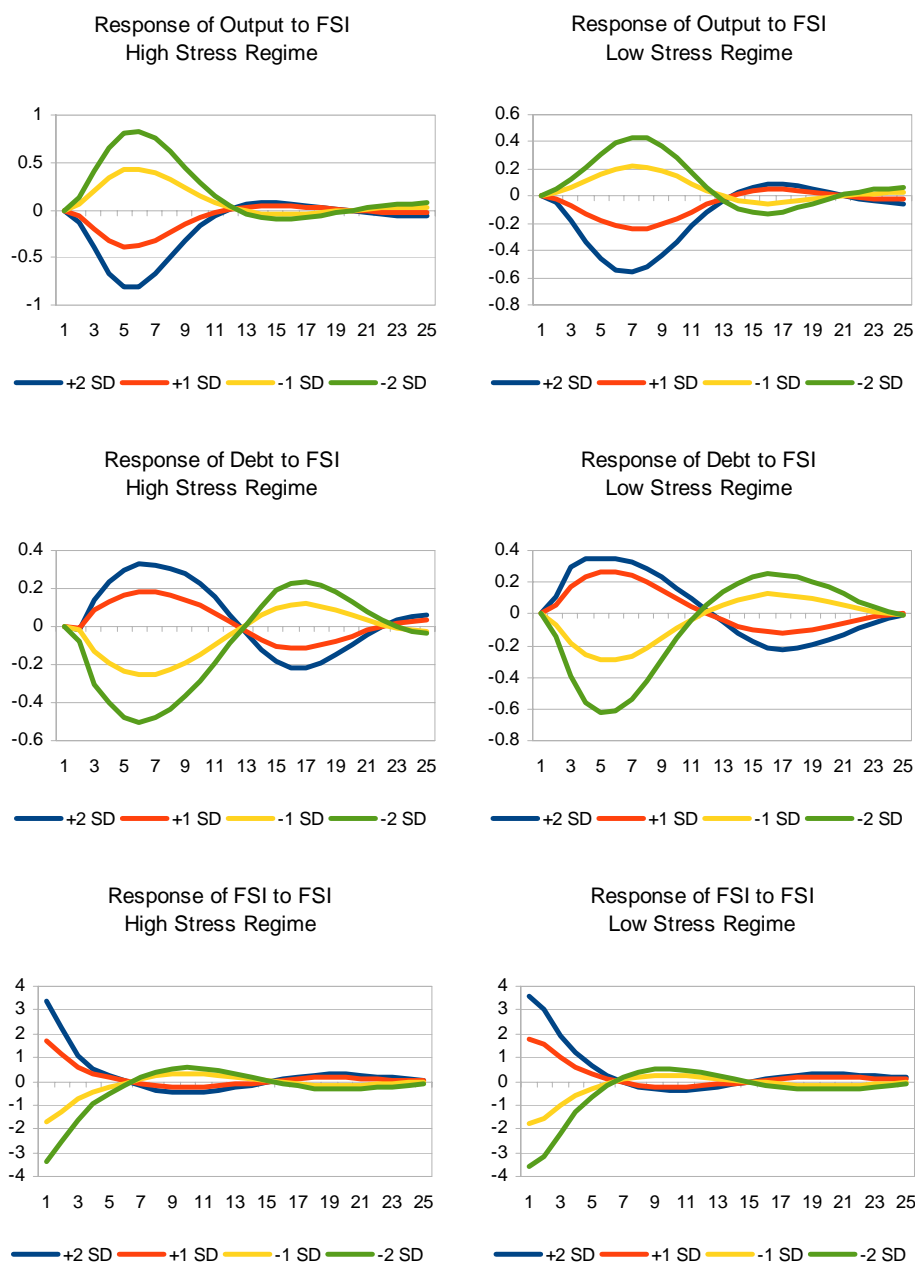 Response of Output to FSI
High Stress Regime
1
0.5
0
-0.5
-1
1 3 5 7 9 11 13 15 17 19 21 23 25
+2 SD +1 SD -1 SD -2 SD
Response of Output to FSI
Low Stress Regime
0.6
0.4
0.2
0
-0.2
-0.4
-0.6
-0.8
1 3 5 7 9 11 13 15 17 19 21 23 25
+2 SD +1 SD -1 SD -2 SD
Response of Debt to FSI
High Stress Regime
0.4
0.2
0
-0.2
-0.4
-0.6
1 3 5 7 9 11 13 15 17 19 21 23 25
+2 SD +1 SD -1 SD -2 SD
Response of Debt to FSI
Low Stress Regime
0.4
0.2
0
-0.2
-0.4
-0.6
-0.8
1 3 5 7 9 11 13 15 17 19 21 23 25
+2 SD +1 SD -1 SD -2 SD
Response of FSI to FSI
High Stress Regime
4
3
2
1
0
-1
-2
-3
-4
1 3 5 7 9 11 13 15 17 19 21 23 25
+2 SD +1 SD -1 SD -2 SD
Response of FSI to FSI
Low Stress Regime
4
3
2
1
0
-1
-2
-3
-4
1 3 5 7 9 11 13 15 17 19 21 23 25
+2 SD +1 SD -1 SD -2 SD